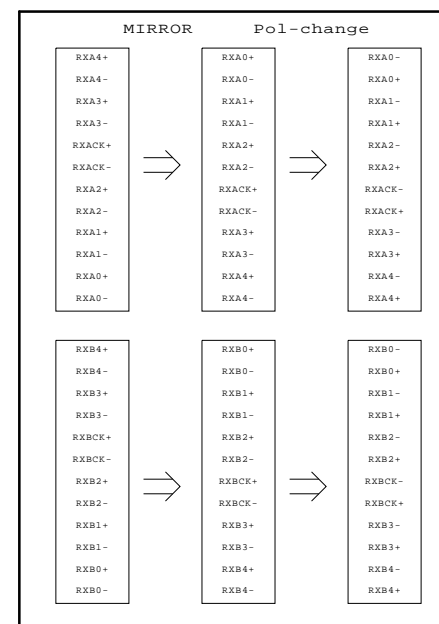 MIRROR Pol-change
RXA4+ RXA0+ RXA0-
RXA4- RXA0- RXA0+
RXA3+ RXA1+ RXA1-
RXA3- RXA1- RXA1+
RXACK+ RXA2+ RXA2-
RXACK- RXA2- RXA2+
RXA2+ RXACK+ RXACK-
RXA2- RXACK- RXACK+
RXA1+ RXA3+ RXA3-
RXA1- RXA3- RXA3+
RXA0+ RXA4+ RXA4-
RXA0- RXA4- RXA4+
RXB4+ RXB0+ RXB0-
RXB4- RXB0- RXB0+
RXB3+ RXB1+ RXB1-
RXB3- RXB1- RXB1+
RXBCK+ RXB2+ RXB2-
RXBCK- RXB2- RXB2+
RXB2+ RXBCK+ RXBCK-
RXB2- RXBCK- RXBCK+
RXB1+ RXB3+ RXB3-
RXB1- RXB3- RXB3+
RXB0+ RXB4+ RXB4-
RXB0- RXB4- RXB4+